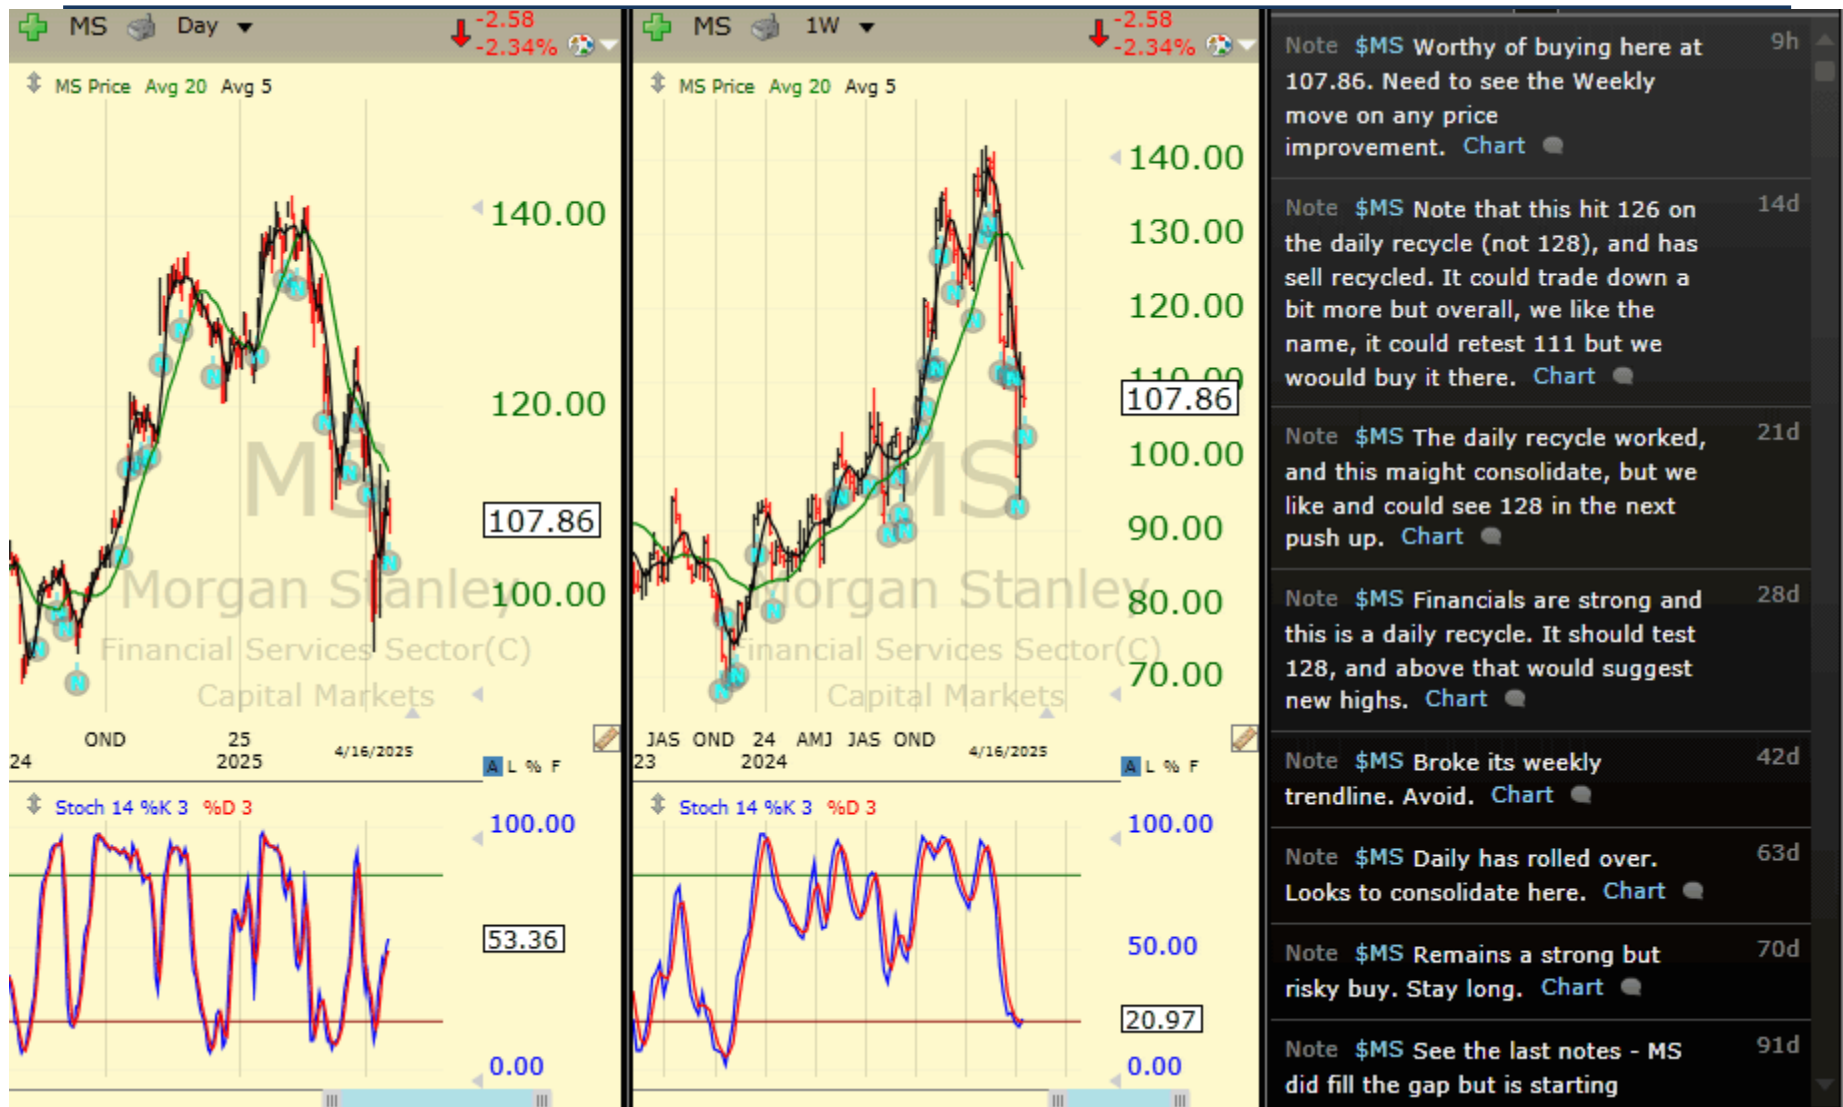 MS Day
-2.58
-2.34%
MS Price Avg 20 Avg 5
140.00
120.00
107.86
100.00
MS
Morgan Stanley
Financial Services Sector(C)
Capital Markets
OND 25
24 2025 4/16/2025
A L % F
Stoch 14 %K 3 %D 3
100.00
53.36
0.00
MS 1W
-2.58
-2.34%
MS Price Avg 20 Avg 5
140.00
130.00
120.00
110.00
107.86
100.00
90.00
80.00
70.00
MS
Morgan Stanley
Financial Services Sector(C)
Capital Markets
JAS OND 24 AMJ JAS OND
23 2024 4/16/2025
A L % F
Stoch 14 %K 3 %D 3
100.00
50.00
20.97
0.00
Note $MS Worthy of buying here at 9h
107.86. Need to see the Weekly
move on any price
improvement. Chart
Note $MS Note that this hit 126 on 14d
the daily recycle (not 128), and has
sell recycled. It could trade down a
bit more but overall, we like the
name, it could retest 111 but we
woould buy it there. Chart
Note $MS The daily recycle worked, 21d
and this maight consolidate, but we
like and could see 128 in the next
push up. Chart
Note $MS Financials are strong and 28d
this is a daily recycle. It should test
128, and above that would suggest
new highs. Chart
Note $MS Broke its weekly 42d
trendline. Avoid. Chart
Note $MS Daily has rolled over. 63d
Looks to consolidate here. Chart
Note $MS Remains a strong but 70d
risky buy. Stay long. Chart
Note $MS See the last notes - MS 91d
did fill the gap but is starting